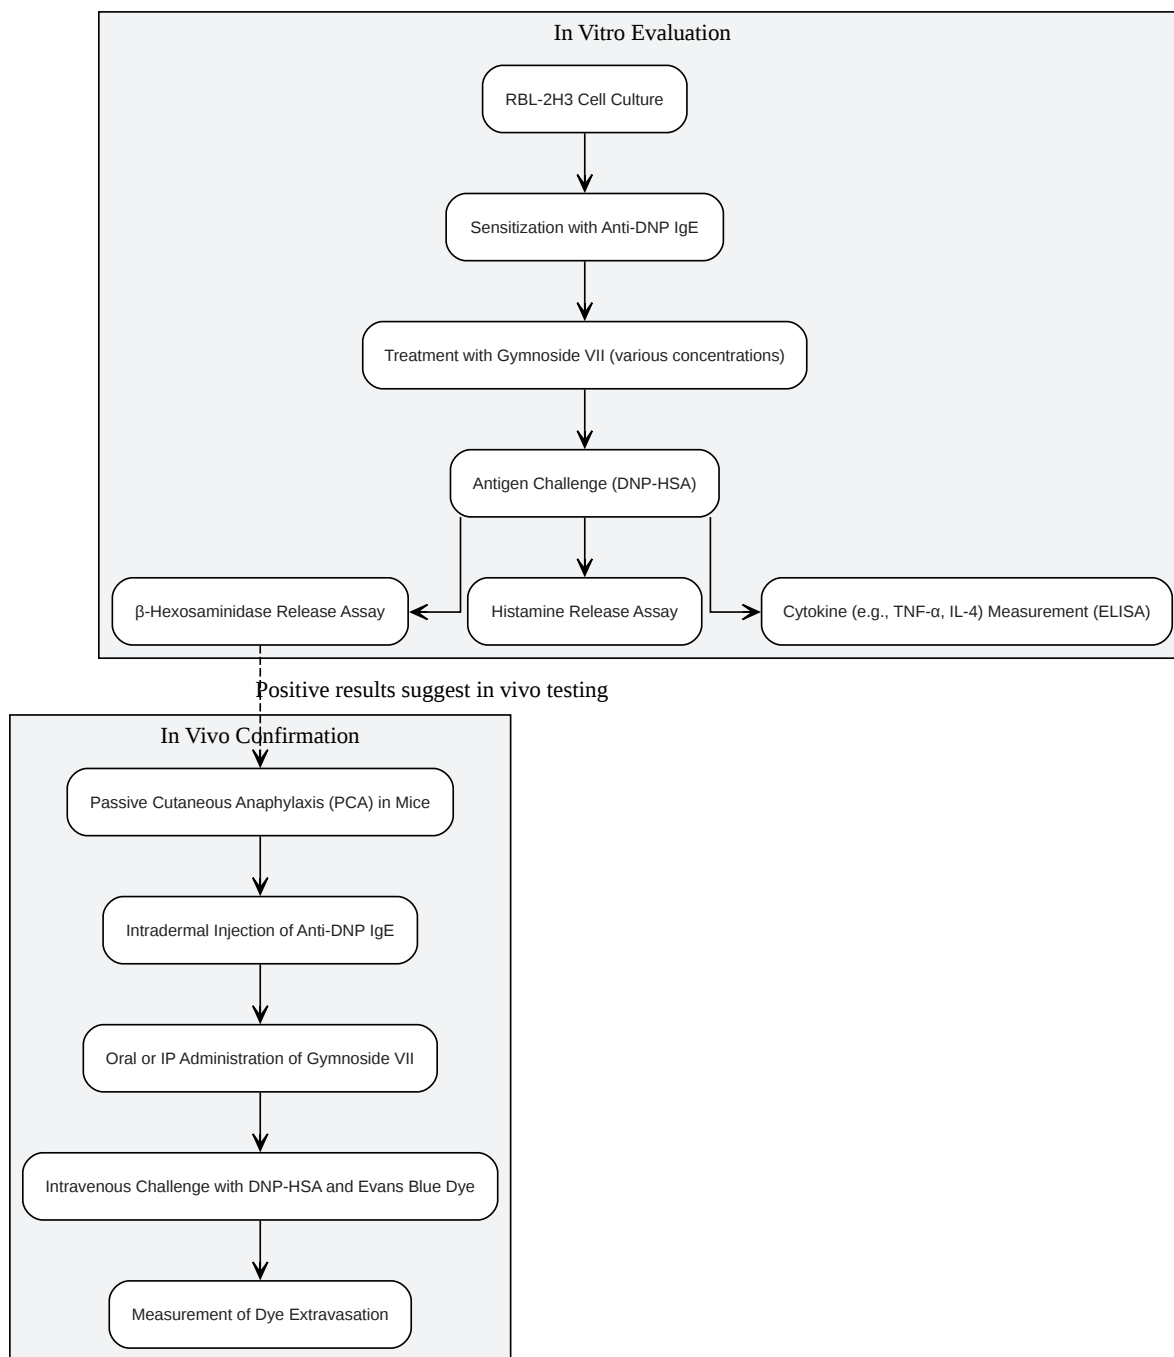 In Vitro Evaluation
RBL-2H3 Cell Culture
Sensitization with Anti-DNP IgE
Treatment with Gymnoside VII (various concentrations)
Antigen Challenge (DNP-HSA)
β-Hexosaminidase Release Assay
Histamine Release Assay
Cytokine (e.g., TNF-α, IL-4) Measurement (ELISA)
Positive results suggest in vivo testing
In Vivo Confirmation
Passive Cutaneous Anaphylaxis (PCA) in Mice
Intradermal Injection of Anti-DNP IgE
Oral or IP Administration of Gymnoside VII
Intravenous Challenge with DNP-HSA and Evans Blue Dye
Measurement of Dye Extravasation